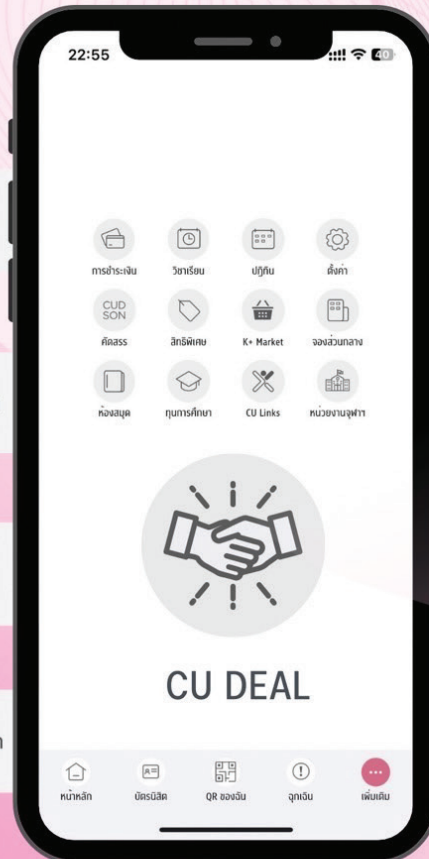 22:55
40
การชำระเงิน
วิชาเรียน
ปฏิทิน
ตั้งค่า
CUD
SON
คัดสรร
สิทธิพิเศษ
K+ Market
จองส่วนกลาง
ห้องสมุด
ทุนการศึกษา
CU Links
หน่วยงานจุฬาฯ
CU DEAL
หน้าหลัก
บัตรนิสิต
QR ของฉัน
ฉุกเฉิน
เพิ่มเติม